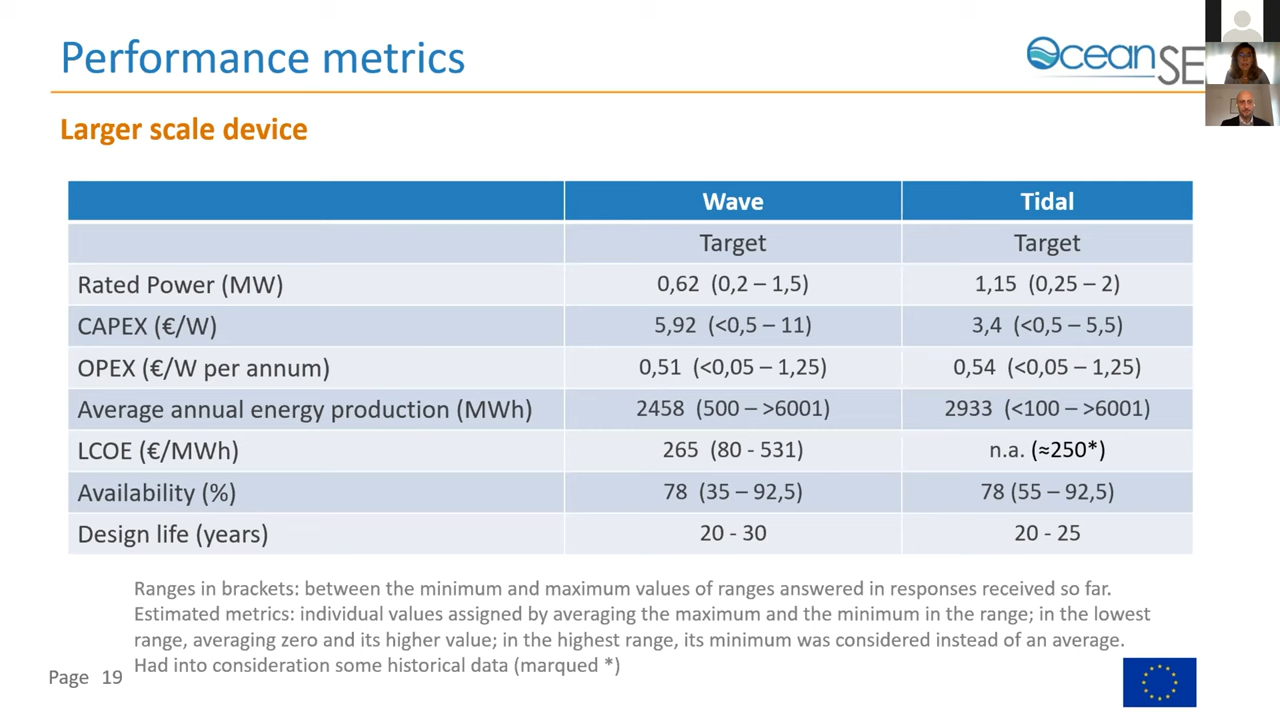 Performance metrics
OceanSE
Larger scale device
Wave Tidal
Target Target
Rated Power (MW) 0,62 (0,2 – 1,5) 1,15 (0,25 – 2)
CAPEX (€/W) 5,92 (<0,5 – 11) 3,4 (<0,5 – 5,5)
OPEX (€/W per annum) 0,51 (<0,05 – 1,25) 0,54 (<0,05 – 1,25)
Average annual energy production (MWh) 2458 (500 – >6001) 2933 (<100 – >6001)
LCOE (€/MWh) 265 (80 - 531) n.a. (≈250*)
Availability (%) 78 (35 – 92,5) 78 (55 – 92,5)
Design life (years) 20 - 30 20 - 25
Ranges in brackets: between the minimum and maximum values of ranges answered in responses received so far.
Estimated metrics: individual values assigned by averaging the maximum and the minimum in the range; in the lowest
range, averaging zero and its higher value; in the highest range, its minimum was considered instead of an average.
Had into consideration some historical data (marqued *)
Page 19